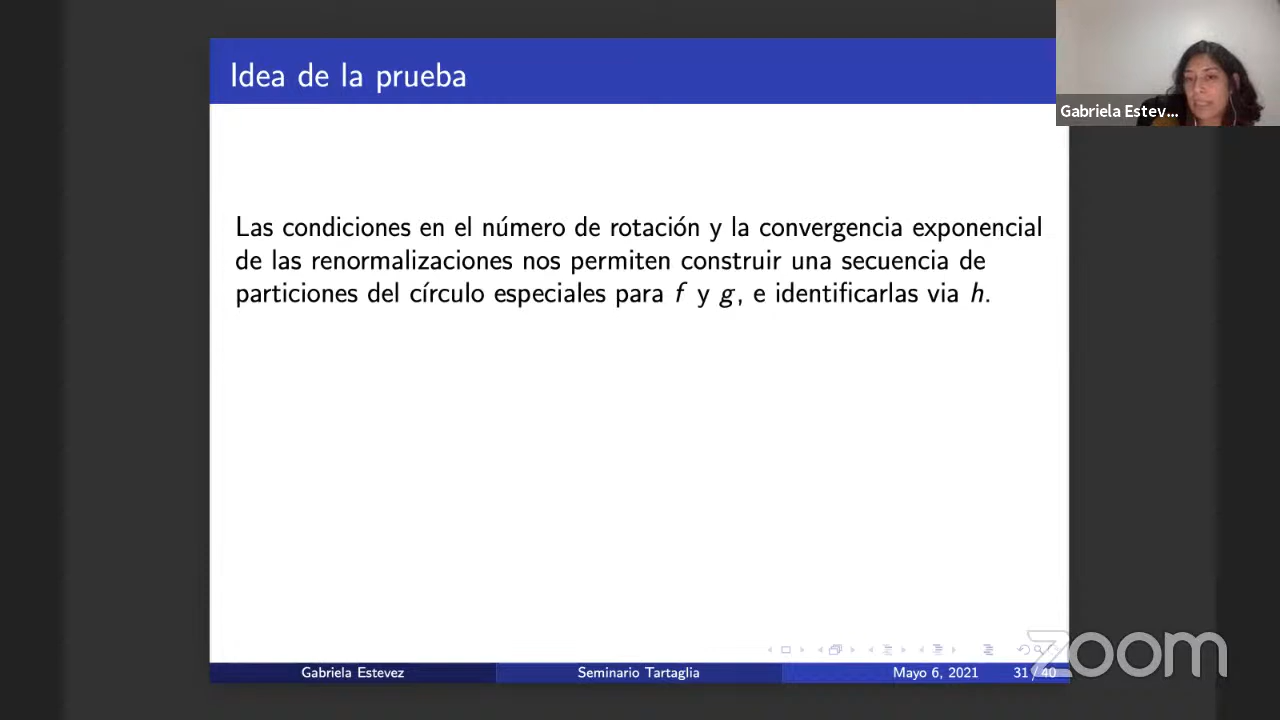 Idea de la prueba
Gabriela Estev...
Las condiciones en el número de rotación y la convergencia exponencial
de las renormalizaciones nos permiten construir una secuencia de
particiones del círculo especiales para f y g, e identificarlas via h.
zoom
Gabriela Estevez
Seminario Tartaglia
Mayo 6, 2021
31 / 40